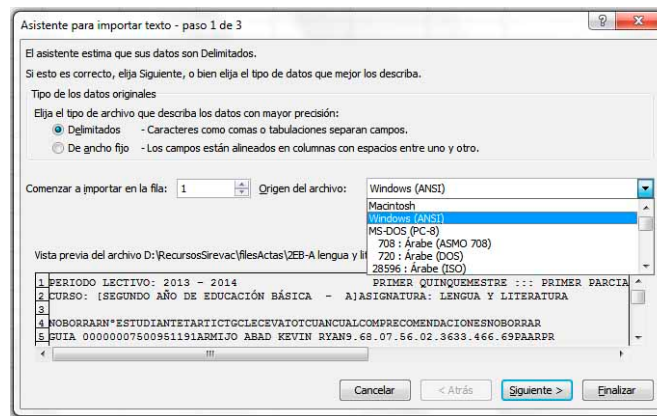 Asistente para importar texto - paso 1 de 3
El asistente estima que sus datos son Delimitados.
Si esto es correcto, elija Siguiente, o bien elija el tipo de datos que mejor los describa.
Tipo de los datos originales
Elija el tipo de archivo que describa los datos con mayor precisión:
Delimitados - Caracteres como comas o tabulaciones separan campos.
De ancho fijo - Los campos están alineados en columnas con espacios entre uno y otro.
Comenzar a importar en la fila: 1 Origen del archivo: Windows (ANSI)
Macintosh
Windows (ANSI)
MS-DOS (PC-8)
708 : Árabe (ASMO 708)
720 : Árabe (DOS)
28596 : Árabe (ISO)
Vista previa del archivo D:\RecursosSirevac\filesActas\2EB-A lengua y lit
1 PERIODO LECTIVO: 2013 - 2014 PRIMER QUINQUEMESTRE ::: PRIMER PARCIA
2 CURSO: [SEGUNDO AÑO DE EDUCACIÓN BÁSICA - A]ASIGNATURA: LENGUA Y LITERATURA
3
4 NOBORRARN°ESTUDIANTETARTICTGCLECEVATOTCUANCUALCOMPRECOMENDACIONESNOBORRAR
5 GUIA 00000007500951191ARMIJO ABAD KEVIN RYAN9.68.07.56.02.3633.466.69PAARPR
Cancelar < Atrás Siguiente > Finalizar